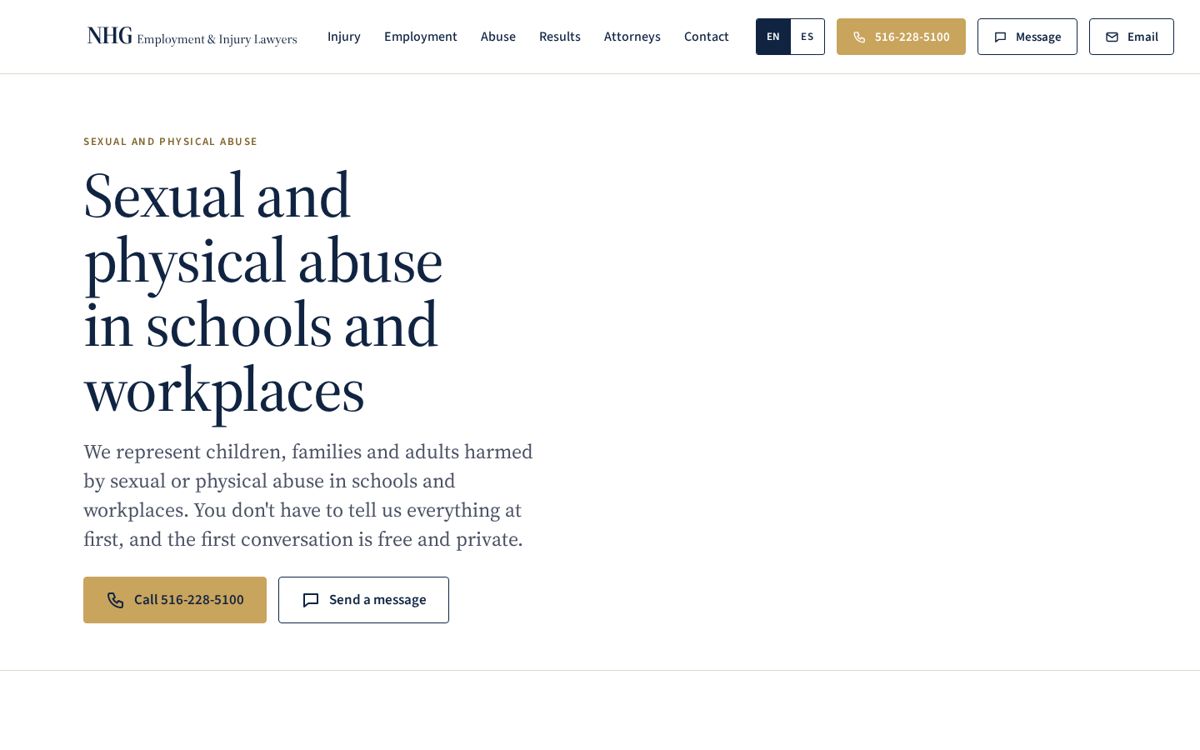 NHG Employment & Injury Lawyers
Injury
Employment
Abuse
Results
Attorneys
Contact
EN
ES
516-228-5100
Message
Email
SEXUAL AND PHYSICAL ABUSE
Sexual and
physical abuse
in schools and
workplaces
We represent children, families and adults harmed
by sexual or physical abuse in schools and
workplaces. You don't have to tell us everything at
first, and the first conversation is free and private.
Call 516-228-5100
Send a message